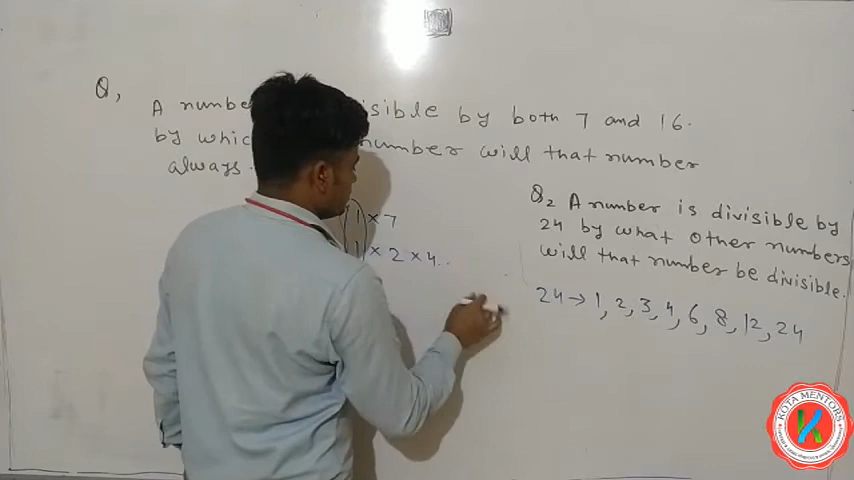 Q, A numbe isible by both 7 and 16.
by whic number will that number
always.
1 × 7
1 × 2 × 4..
Q2 A number is divisible by
24 by what other numbers
will that number be divisible.
24 → 1, 2, 3, 4, 6, 8, 12, 24
KOTA MENTORS